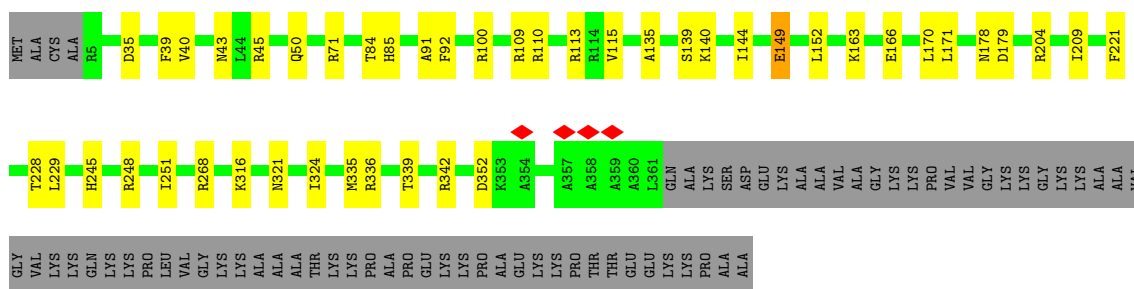 MET ALA CYS ALA R5 D35 F39 V40 N43 L44 R45 Q50 R71 T84 H85 A91 F92 R100 R109 R110 R113 R114 V115 A135 S139 K140 I144 E149 L152 K163 E166 L170 L171 N178 D179 R204 I209 F221
T228 L229 H245 R248 I251 R268 K316 N321 I324 M335 R336 T339 R342 D352 K353 A354 A357 A358 A359 A360 L361 GLN ALA LYS SER ASP GLU LYS ALA ALA VAL ALA GLY LYS LYS PRO VAL VAL GLY LYS LYS GLY LYS LYS ALA ALA VAL
GLY VAL LYS LYS GLN LYS LYS PRO LEU VAL GLY LYS LYS ALA ALA ALA THR LYS LYS PRO ALA PRO GLU LYS LYS PRO ALA GLU LYS LYS PRO THR THR GLU GLU LYS LYS PRO ALA ALA